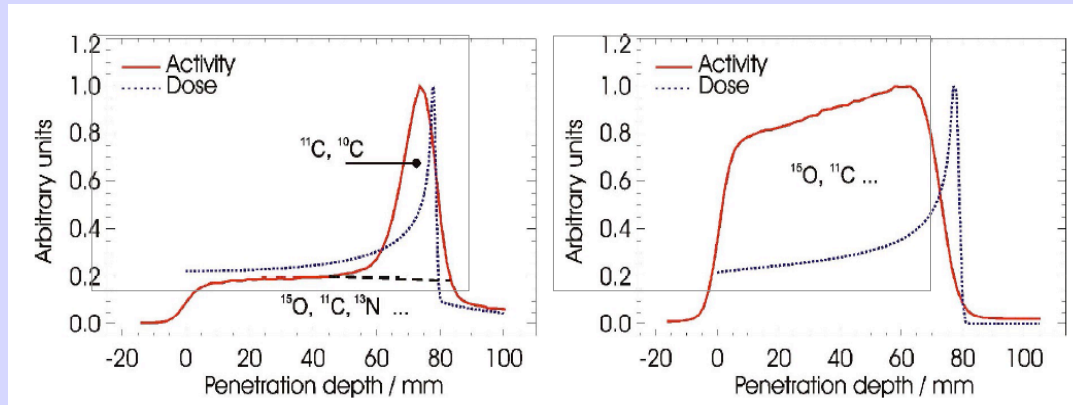 1.2
Activity
1.0
Dose
0.8
¹¹C, ¹⁰C
0.6
0.4
0.2
¹⁵O, ¹¹C, ¹³N ...
0.0
-20 0 20 40 60 80 100
Penetration depth / mm
Arbitrary units
1.2
Activity
1.0
Dose
0.8
¹⁵O, ¹¹C ...
0.6
0.4
0.2
0.0
-20 0 20 40 60 80 100
Penetration depth / mm
Arbitrary units